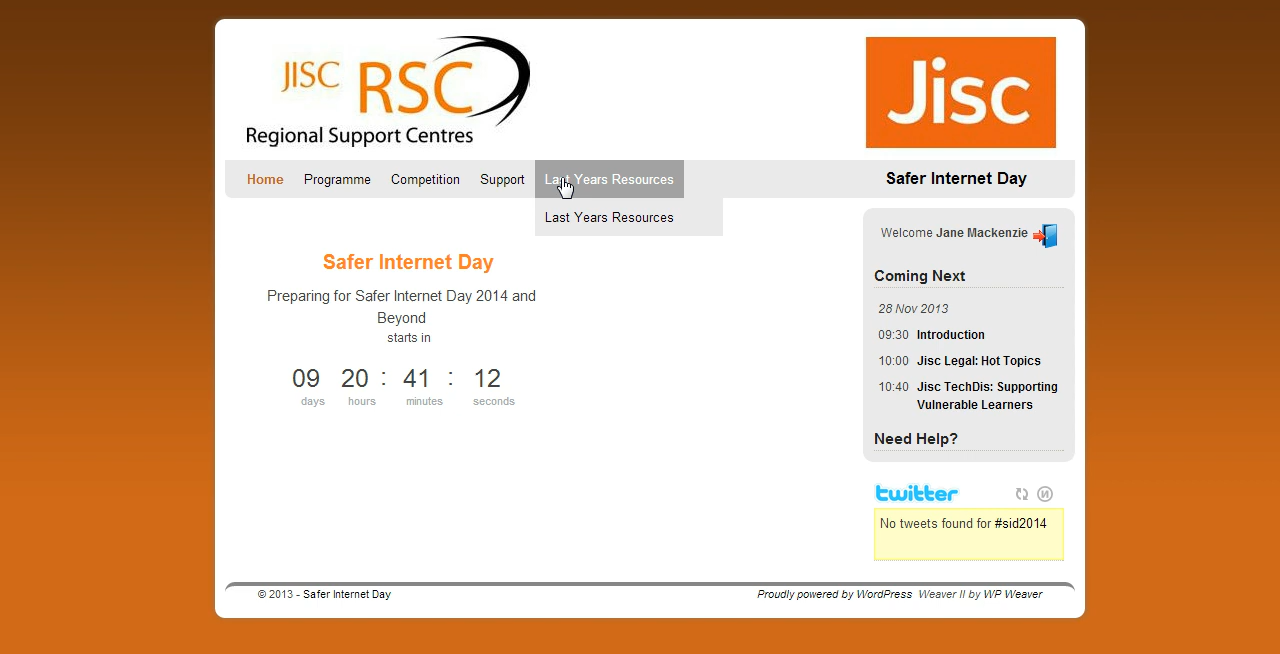 JISC RSC
Regional Support Centres
Jisc
Home Programme Competition Support Last Years Resources Safer Internet Day
Last Years Resources
Welcome Jane Mackenzie
Safer Internet Day
Preparing for Safer Internet Day 2014 and
Beyond
starts in
09 20 : 41 : 12
days hours minutes seconds
Coming Next
28 Nov 2013
09:30 Introduction
10:00 Jisc Legal: Hot Topics
10:40 Jisc TechDis: Supporting
Vulnerable Learners
Need Help?
twitter
No tweets found for #sid2014
© 2013 - Safer Internet Day
Proudly powered by WordPress Weaver II by WP Weaver